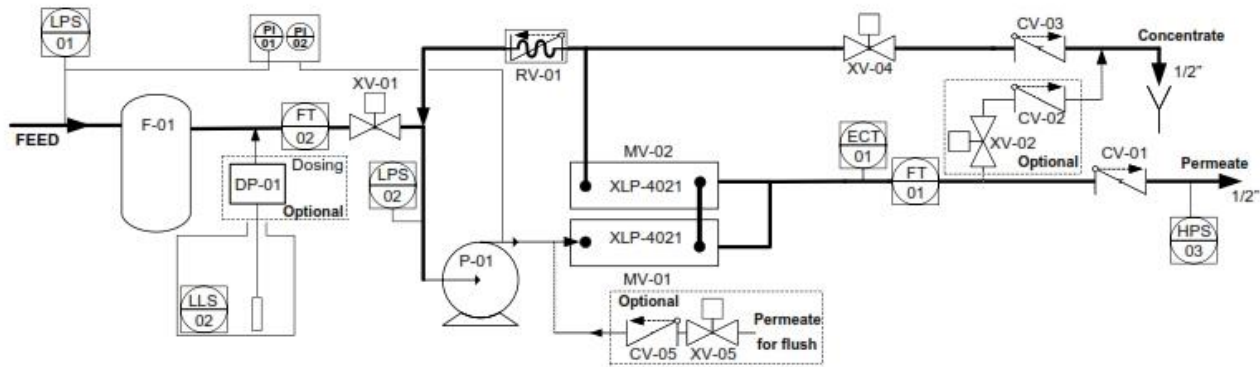 LPS
01
PI
01
PI
02
XV-01
RV-01
XV-04
CV-03
Concentrate
1/2"
CV-02
XV-02
Optional
FEED
F-01
FT
02
Dosing
DP-01
Optional
LLS
02
LPS
02
P-01
MV-02
XLP-4021
XLP-4021
MV-01
ECT
01
FT
01
CV-01
Permeate
1/2"
HPS
03
Optional
Permeate
for flush
CV-05
XV-05